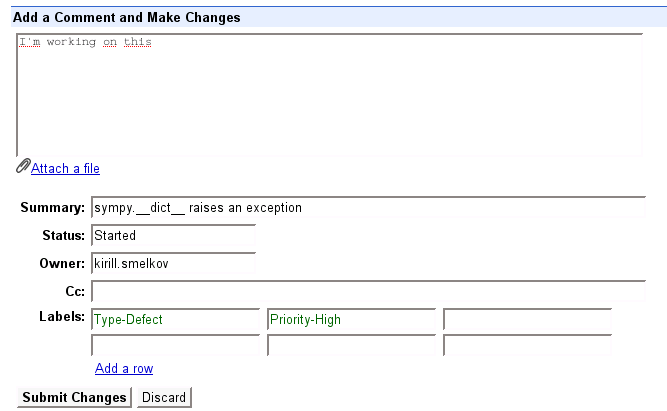 Add a Comment and Make Changes
I'm working on this
Attach a file
Summary: sympy.__dict__ raises an exception
Status: Started
Owner: kirill.smelkov
Cc:
Labels: Type-Defect Priority-High
Add a row
Submit Changes Discard